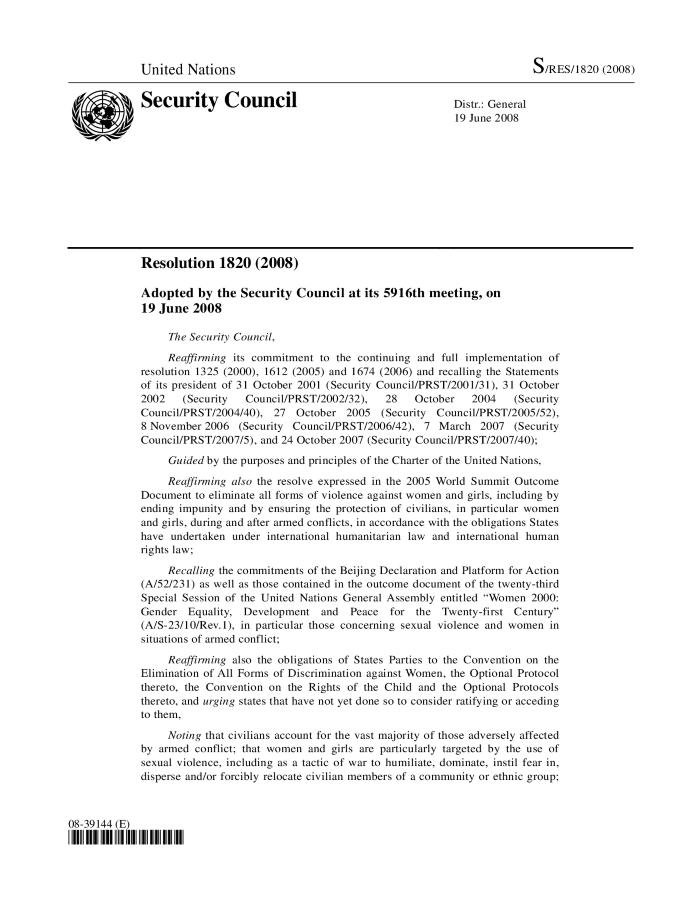 United Nations
S/RES/1820 (2008)
Security Council
Distr.: General
19 June 2008
Resolution 1820 (2008)
Adopted by the Security Council at its 5916th meeting, on
19 June 2008
The Security Council,
Reaffirming its commitment to the continuing and full implementation of
resolution 1325 (2000), 1612 (2005) and 1674 (2006) and recalling the Statements
of its president of 31 October 2001 (Security Council/PRST/2001/31), 31 October
2002 (Security Council/PRST/2002/32), 28 October 2004 (Security
Council/PRST/2004/40), 27 October 2005 (Security Council/PRST/2005/52),
8 November 2006 (Security Council/PRST/2006/42), 7 March 2007 (Security
Council/PRST/2007/5), and 24 October 2007 (Security Council/PRST/2007/40);
Guided by the purposes and principles of the Charter of the United Nations,
Reaffirming also the resolve expressed in the 2005 World Summit Outcome
Document to eliminate all forms of violence against women and girls, including by
ending impunity and by ensuring the protection of civilians, in particular women
and girls, during and after armed conflicts, in accordance with the obligations States
have undertaken under international humanitarian law and international human
rights law;
Recalling the commitments of the Beijing Declaration and Platform for Action
(A/52/231) as well as those contained in the outcome document of the twenty-third
Special Session of the United Nations General Assembly entitled “Women 2000:
Gender Equality, Development and Peace for the Twenty-first Century”
(A/S-23/10/Rev.1), in particular those concerning sexual violence and women in
situations of armed conflict;
Reaffirming also the obligations of States Parties to the Convention on the
Elimination of All Forms of Discrimination against Women, the Optional Protocol
thereto, the Convention on the Rights of the Child and the Optional Protocols
thereto, and urging states that have not yet done so to consider ratifying or acceding
to them,
Noting that civilians account for the vast majority of those adversely affected
by armed conflict; that women and girls are particularly targeted by the use of
sexual violence, including as a tactic of war to humiliate, dominate, instil fear in,
disperse and/or forcibly relocate civilian members of a community or ethnic group;
08-39144 (E)